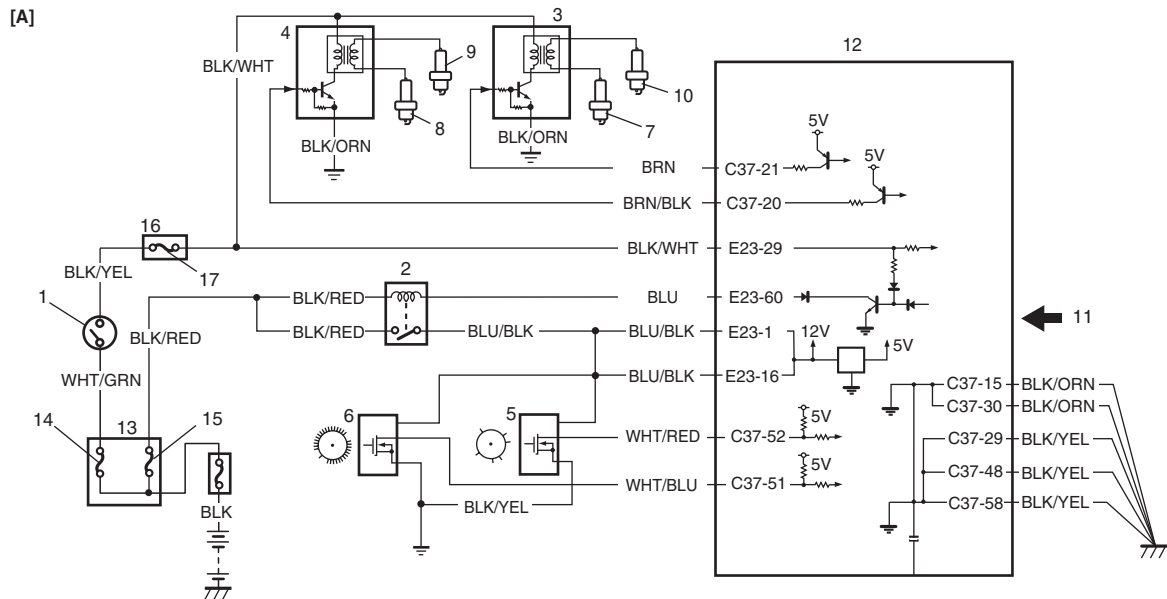 [A]
4
3
12
9
BLK/WHT
10
8
7
5V
BLK/ORN
BLK/ORN
5V
BRN
C37-21
BRN/BLK
C37-20
16
BLK/WHT
E23-29
BLK/YEL
17
2
1
BLK/RED
BLU
E23-60
11
BLK/RED
BLK/RED
BLU/BLK
BLU/BLK
E23-1
12V
5V
WHT/GRN
BLU/BLK
E23-16
C37-15
BLK/ORN
C37-30
BLK/ORN
14
13
15
6
5
WHT/RED
C37-52
5V
C37-29
BLK/YEL
5V
C37-48
BLK/YEL
WHT/BLU
C37-51
BLK
BLK/YEL
C37-58
BLK/YEL